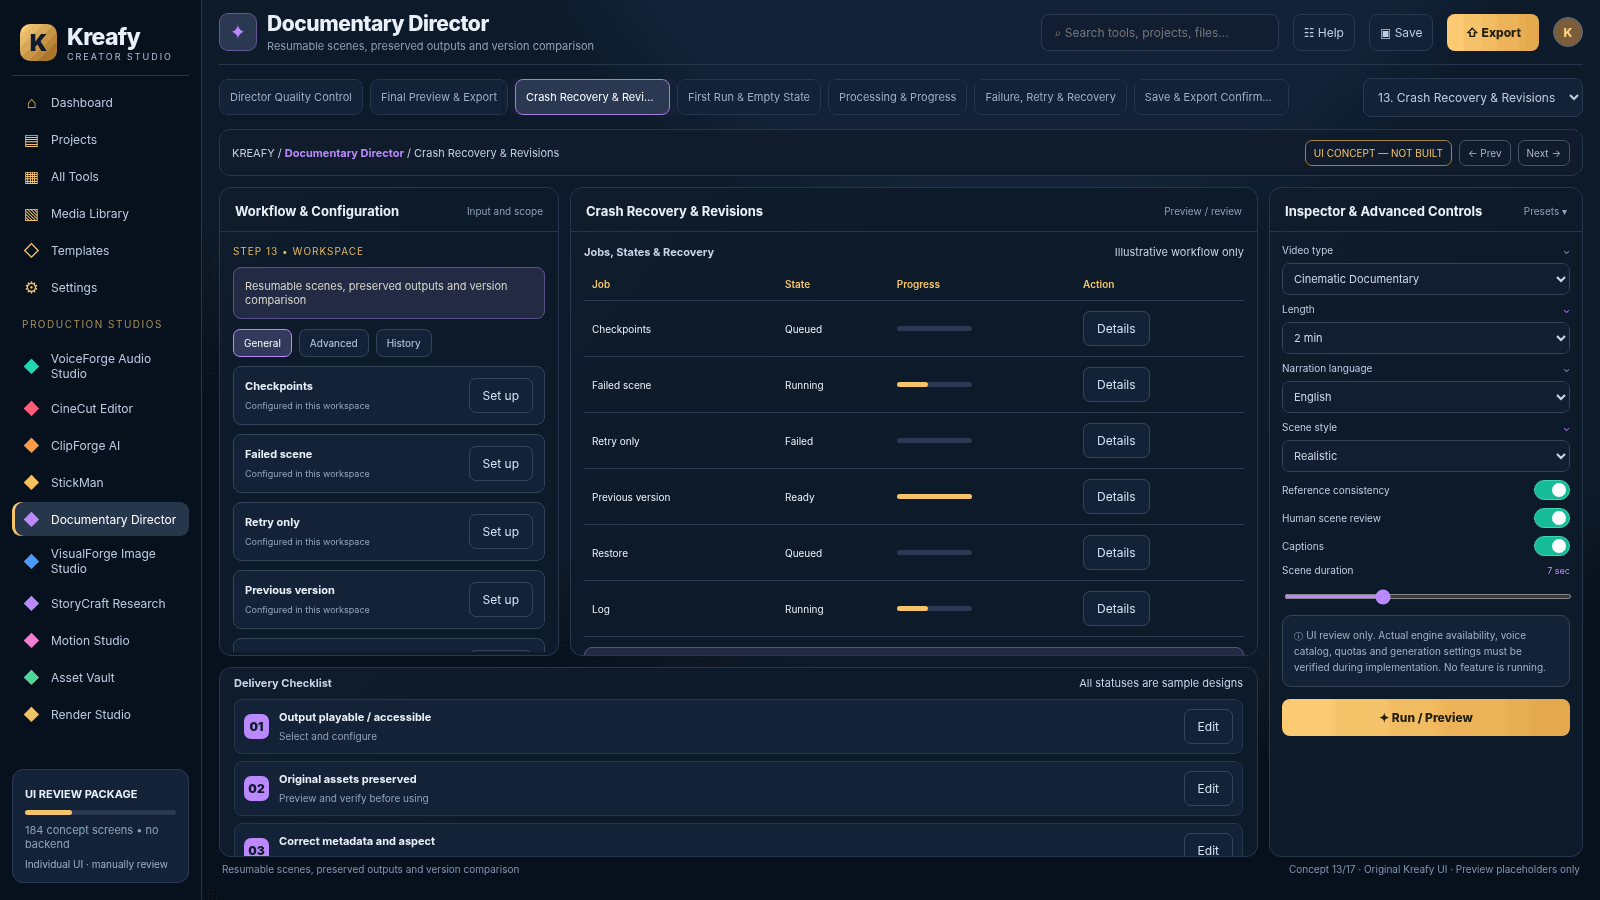 K
Kreafy
CREATOR STUDIO
Dashboard
Projects
All Tools
Media Library
Templates
Settings
PRODUCTION STUDIOS
VoiceForge Audio
Studio
CineCut Editor
ClipForge AI
StickMan
Documentary Director
VisualForge Image
Studio
StoryCraft Research
Motion Studio
Asset Vault
Render Studio
UI REVIEW PACKAGE
184 concept screens • no
backend
Individual UI · manually review
Documentary Director
Resumable scenes, preserved outputs and version comparison
Search tools, projects, files...
Help
Save
Export
K
Director Quality Control
Final Preview & Export
Crash Recovery & Revi...
First Run & Empty State
Processing & Progress
Failure, Retry & Recovery
Save & Export Confirm...
13. Crash Recovery & Revisions
KREAFY / Documentary Director / Crash Recovery & Revisions
UI CONCEPT — NOT BUILT
← Prev
Next →
Workflow & Configuration
Input and scope
STEP 13 • WORKSPACE
Resumable scenes, preserved outputs and version
comparison
General
Advanced
History
Checkpoints
Configured in this workspace
Set up
Failed scene
Configured in this workspace
Set up
Retry only
Configured in this workspace
Set up
Previous version
Configured in this workspace
Set up
Crash Recovery & Revisions
Preview / review
Jobs, States & Recovery
Illustrative workflow only
Job State Progress Action
Checkpoints Queued Details
Failed scene Running Details
Retry only Failed Details
Previous version Ready Details
Restore Queued Details
Log Running Details
Delivery Checklist
All statuses are sample designs
01
Output playable / accessible
Select and configure
Edit
02
Original assets preserved
Preview and verify before using
Edit
03
Correct metadata and aspect
Edit
Inspector & Advanced Controls
Presets ▾
Video type
Cinematic Documentary
Length
2 min
Narration language
English
Scene style
Realistic
Reference consistency
Human scene review
Captions
Scene duration
7 sec
ⓘ UI review only. Actual engine availability, voice
catalog, quotas and generation settings must be
verified during implementation. No feature is running.
✦ Run / Preview
Resumable scenes, preserved outputs and version comparison
Concept 13/17 · Original Kreafy UI · Preview placeholders only